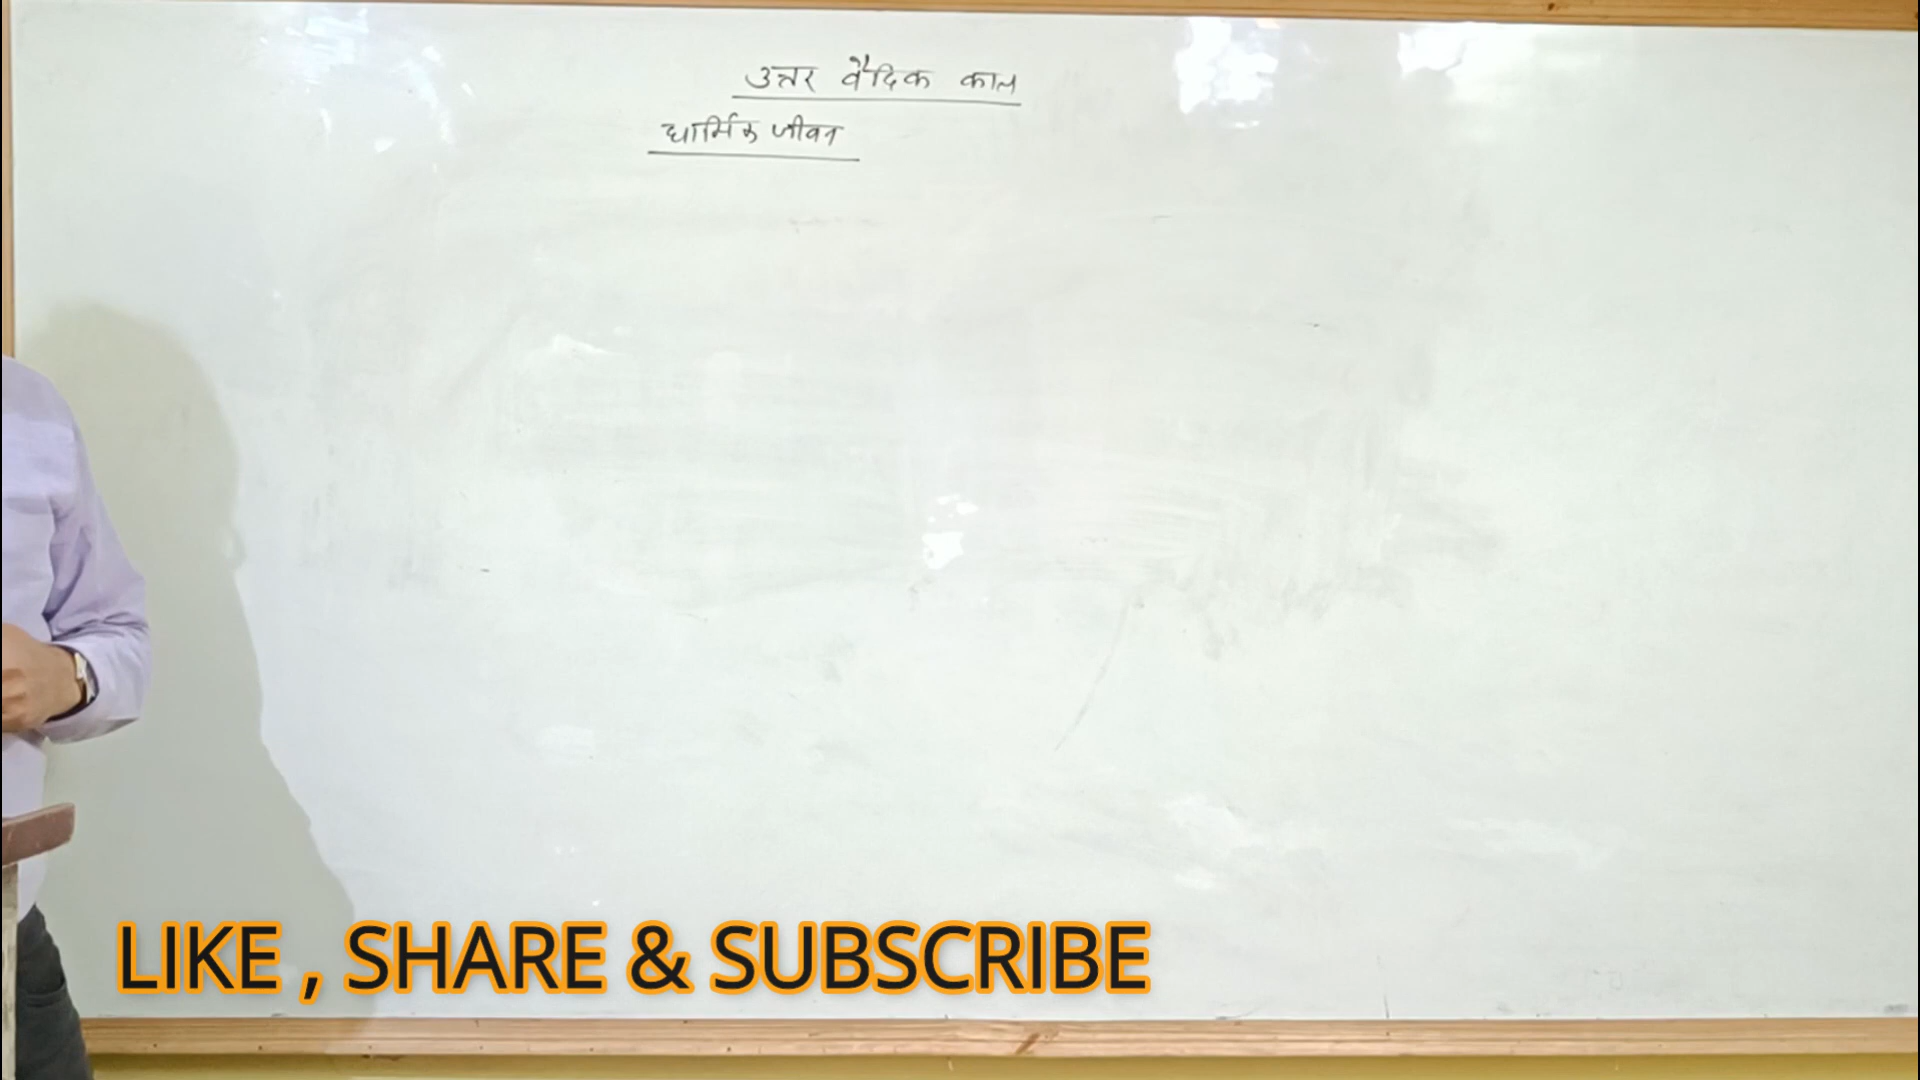 उत्तर वैदिक काल
धार्मिक जीवन
LIKE , SHARE & SUBSCRIBE